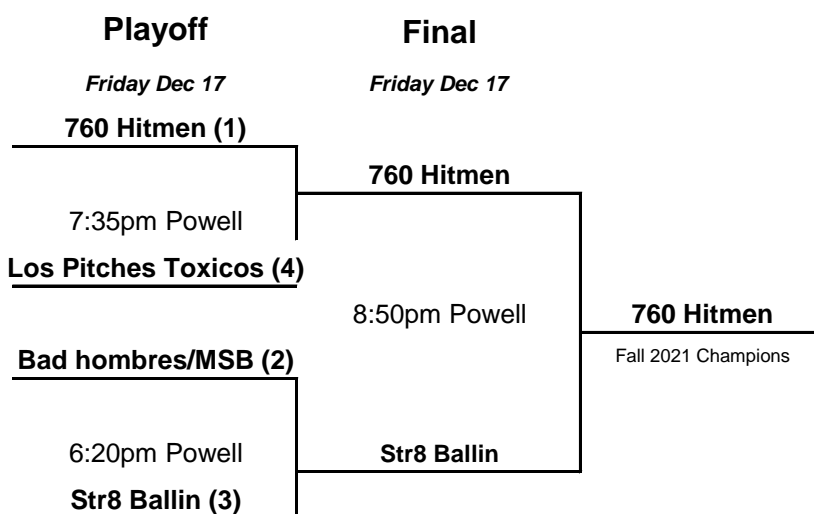 Playoff Final
Friday Dec 17 Friday Dec 17
760 Hitmen (1)
760 Hitmen
7:35pm Powell
Los Pitches Toxicos (4)
8:50pm Powell
760 Hitmen
Fall 2021 Champions
Bad hombres/MSB (2)
6:20pm Powell
Str8 Ballin
Str8 Ballin (3)